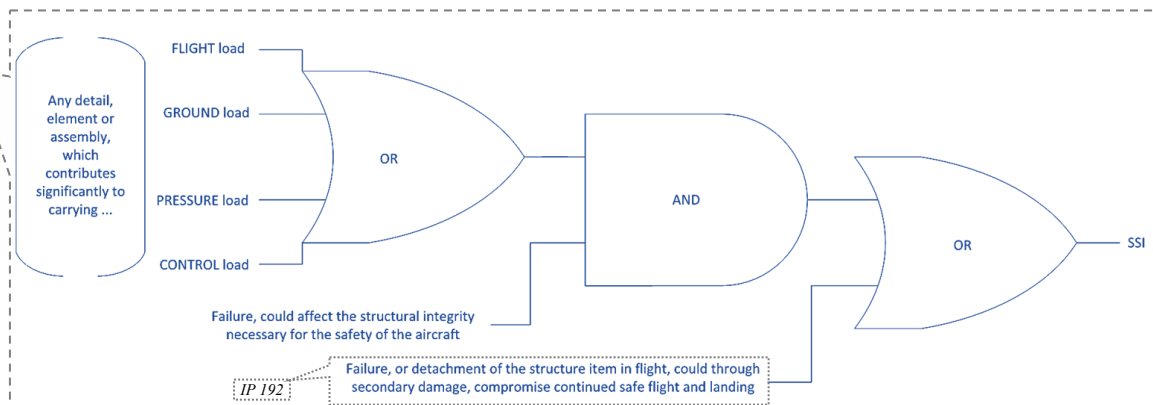 Any detail,
element or
assembly,
which
contributes
significantly to
carrying ...
FLIGHT load
GROUND load
PRESSURE load
CONTROL load
OR
AND
OR
SSI
Failure, could affect the structural integrity
necessary for the safety of the aircraft
Failure, or detachment of the structure item in flight, could through
secondary damage, compromise continued safe flight and landing
IP 192